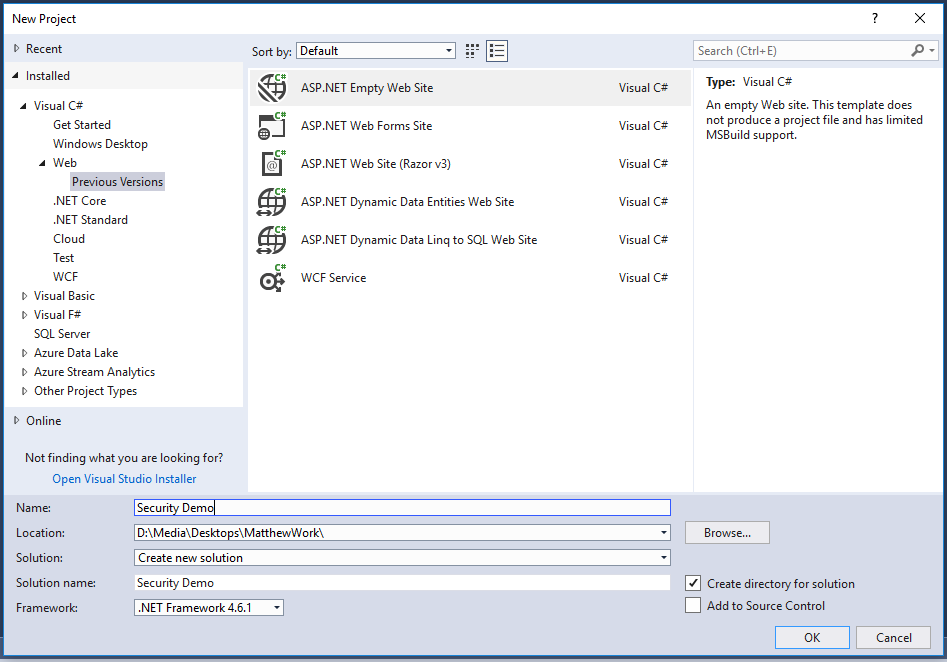 New Project
?
Recent
Installed
Visual C#
Get Started
Windows Desktop
Web
Previous Versions
.NET Core
.NET Standard
Cloud
Test
WCF
Visual Basic
Visual F#
SQL Server
Azure Data Lake
Azure Stream Analytics
Other Project Types
Online
Not finding what you are looking for?
Open Visual Studio Installer
Sort by: Default
Search (Ctrl+E)
C# ASP.NET Empty Web Site Visual C#
C# ASP.NET Web Forms Site Visual C#
C# @ ASP.NET Web Site (Razor v3) Visual C#
C# ASP.NET Dynamic Data Entities Web Site Visual C#
C# ASP.NET Dynamic Data Linq to SQL Web Site Visual C#
C# WCF Service Visual C#
Type: Visual C#
An empty Web site. This template does
not produce a project file and has limited
MSBuild support.
Name: Security Demo
Location: D:\Media\Desktops\MatthewWork\ Browse...
Solution: Create new solution
Solution name: Security Demo
Create directory for solution
Framework: .NET Framework 4.6.1
Add to Source Control
OK Cancel